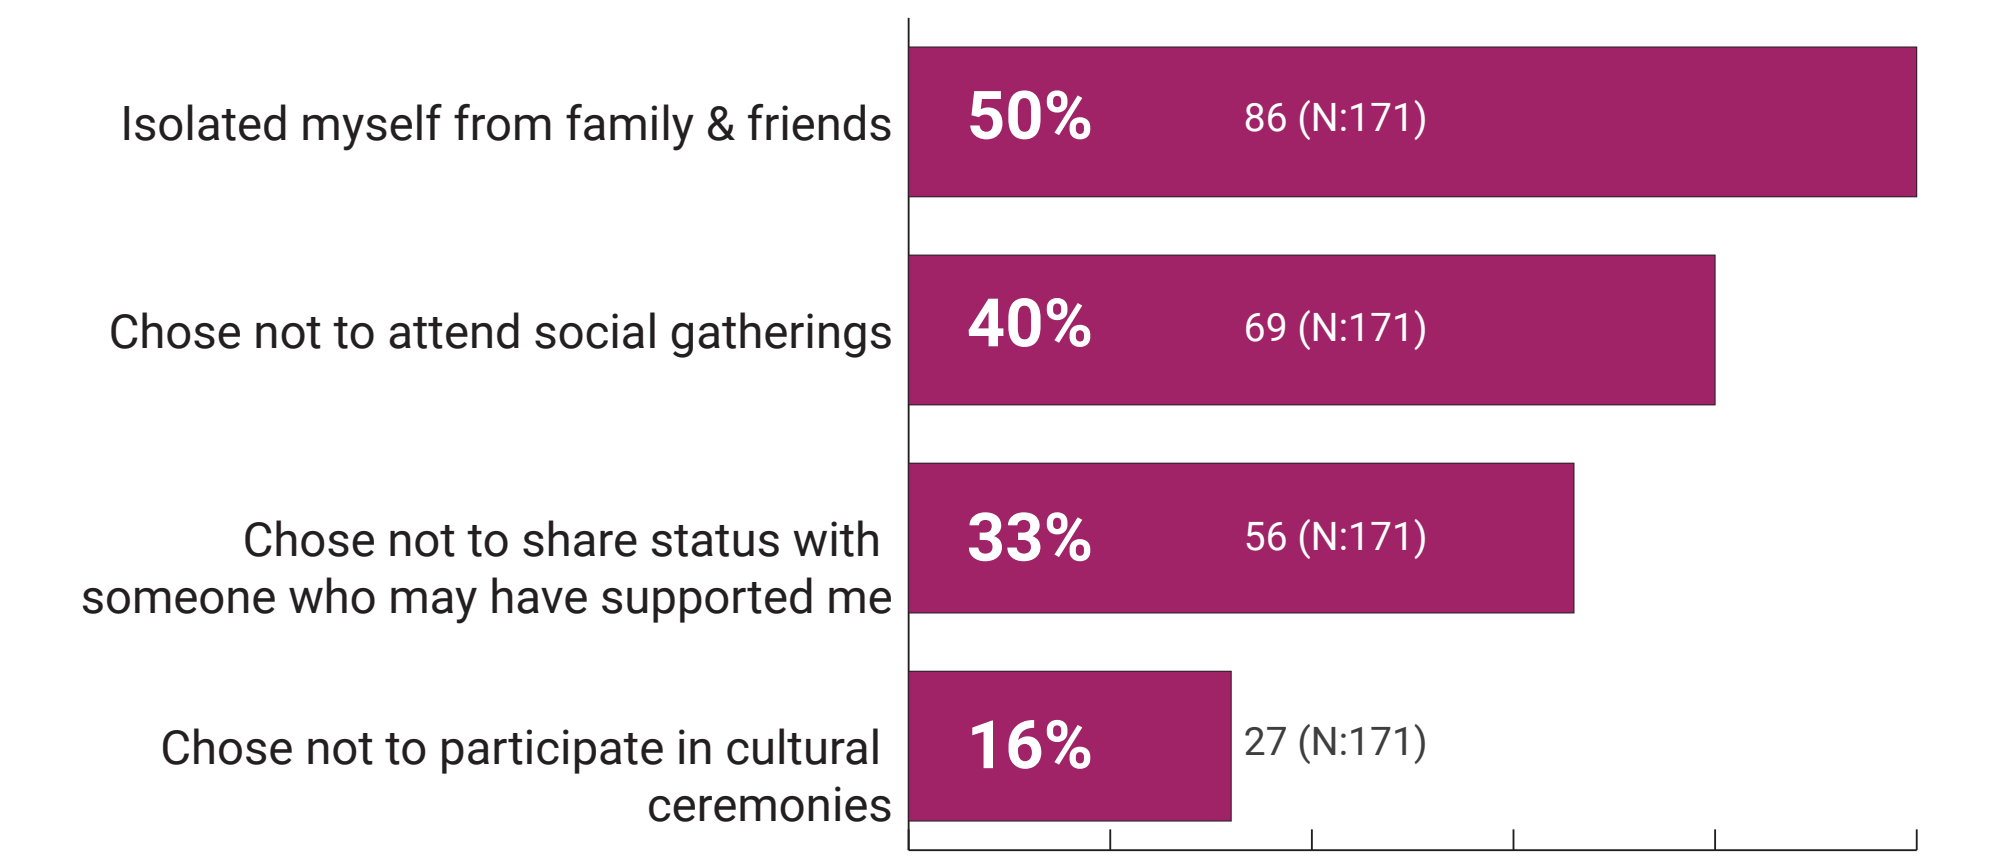 Isolated myself from family & friends
50% 86 (N:171)
Chose not to attend social gatherings
40% 69 (N:171)
Chose not to share status with
someone who may have supported me
33% 56 (N:171)
Chose not to participate in cultural
ceremonies
16% 27 (N:171)